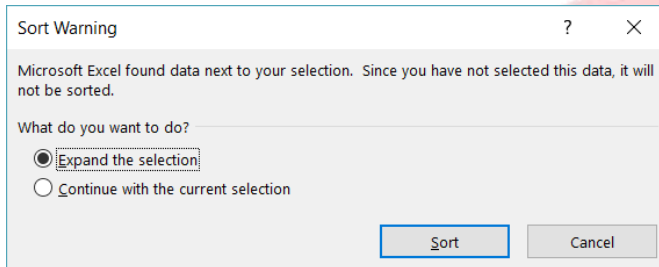 Sort Warning ?
Microsoft Excel found data next to your selection.  Since you have not selected this data, it will
not be sorted.
What do you want to do?
Expand the selection
Continue with the current selection
Sort Cancel